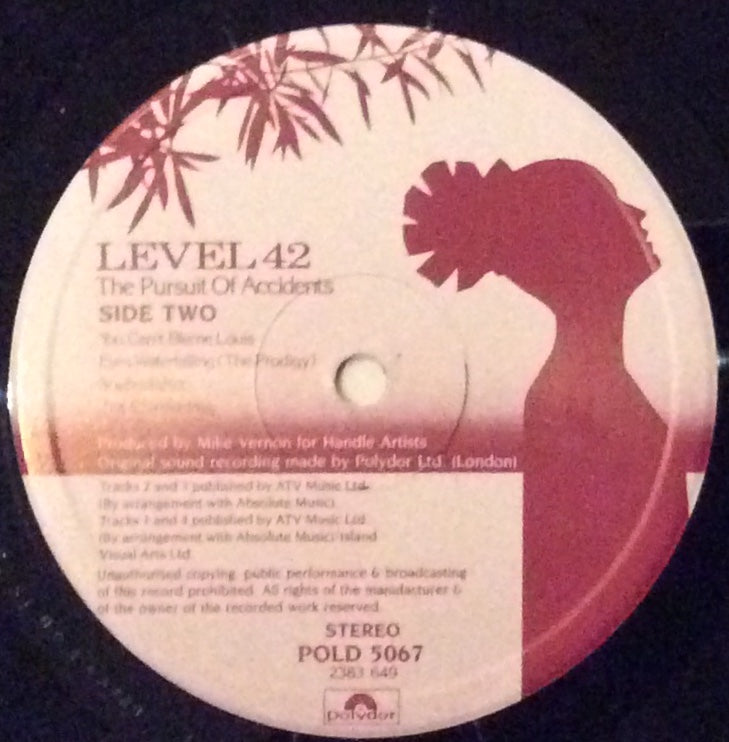 LEVEL 42
The Pursuit Of Accidents
SIDE TWO
You Can't Blame Louis
Eyes Waterfalling (The Prodigy)
Produced by Mike Vernon for Handle Artists
Original sound recording made by Polydor Ltd. (London)
Tracks 2 and 3 published by ATV Music Ltd.
(By arrangement with Absolute Music)
Tracks 1 and 4 published by ATV Music Ltd
(By arrangement with Absolute Music) Island
Visual Arts Ltd.
Unauthorised copying, public performance & broadcasting
of this record prohibited. All rights of the manufacturer &
of the owner of the recorded work reserved.
STEREO
POLD 5067
2383 649
polydor